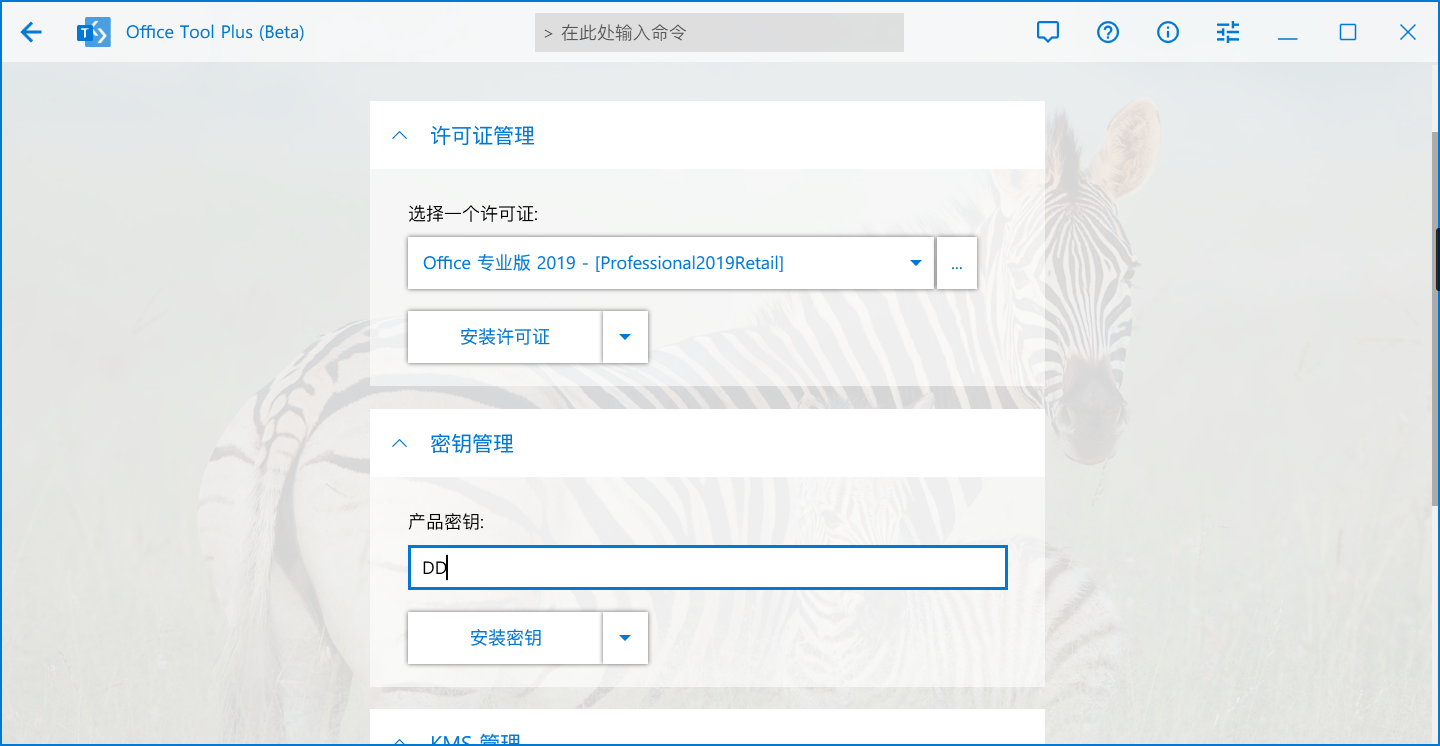 Office Tool Plus (Beta)
> 在此处输入命令
许可证管理
选择一个许可证:
Office 专业版 2019 - [Professional2019Retail]
...
安装许可证
密钥管理
产品密钥:
DD
安装密钥
KMS 管理